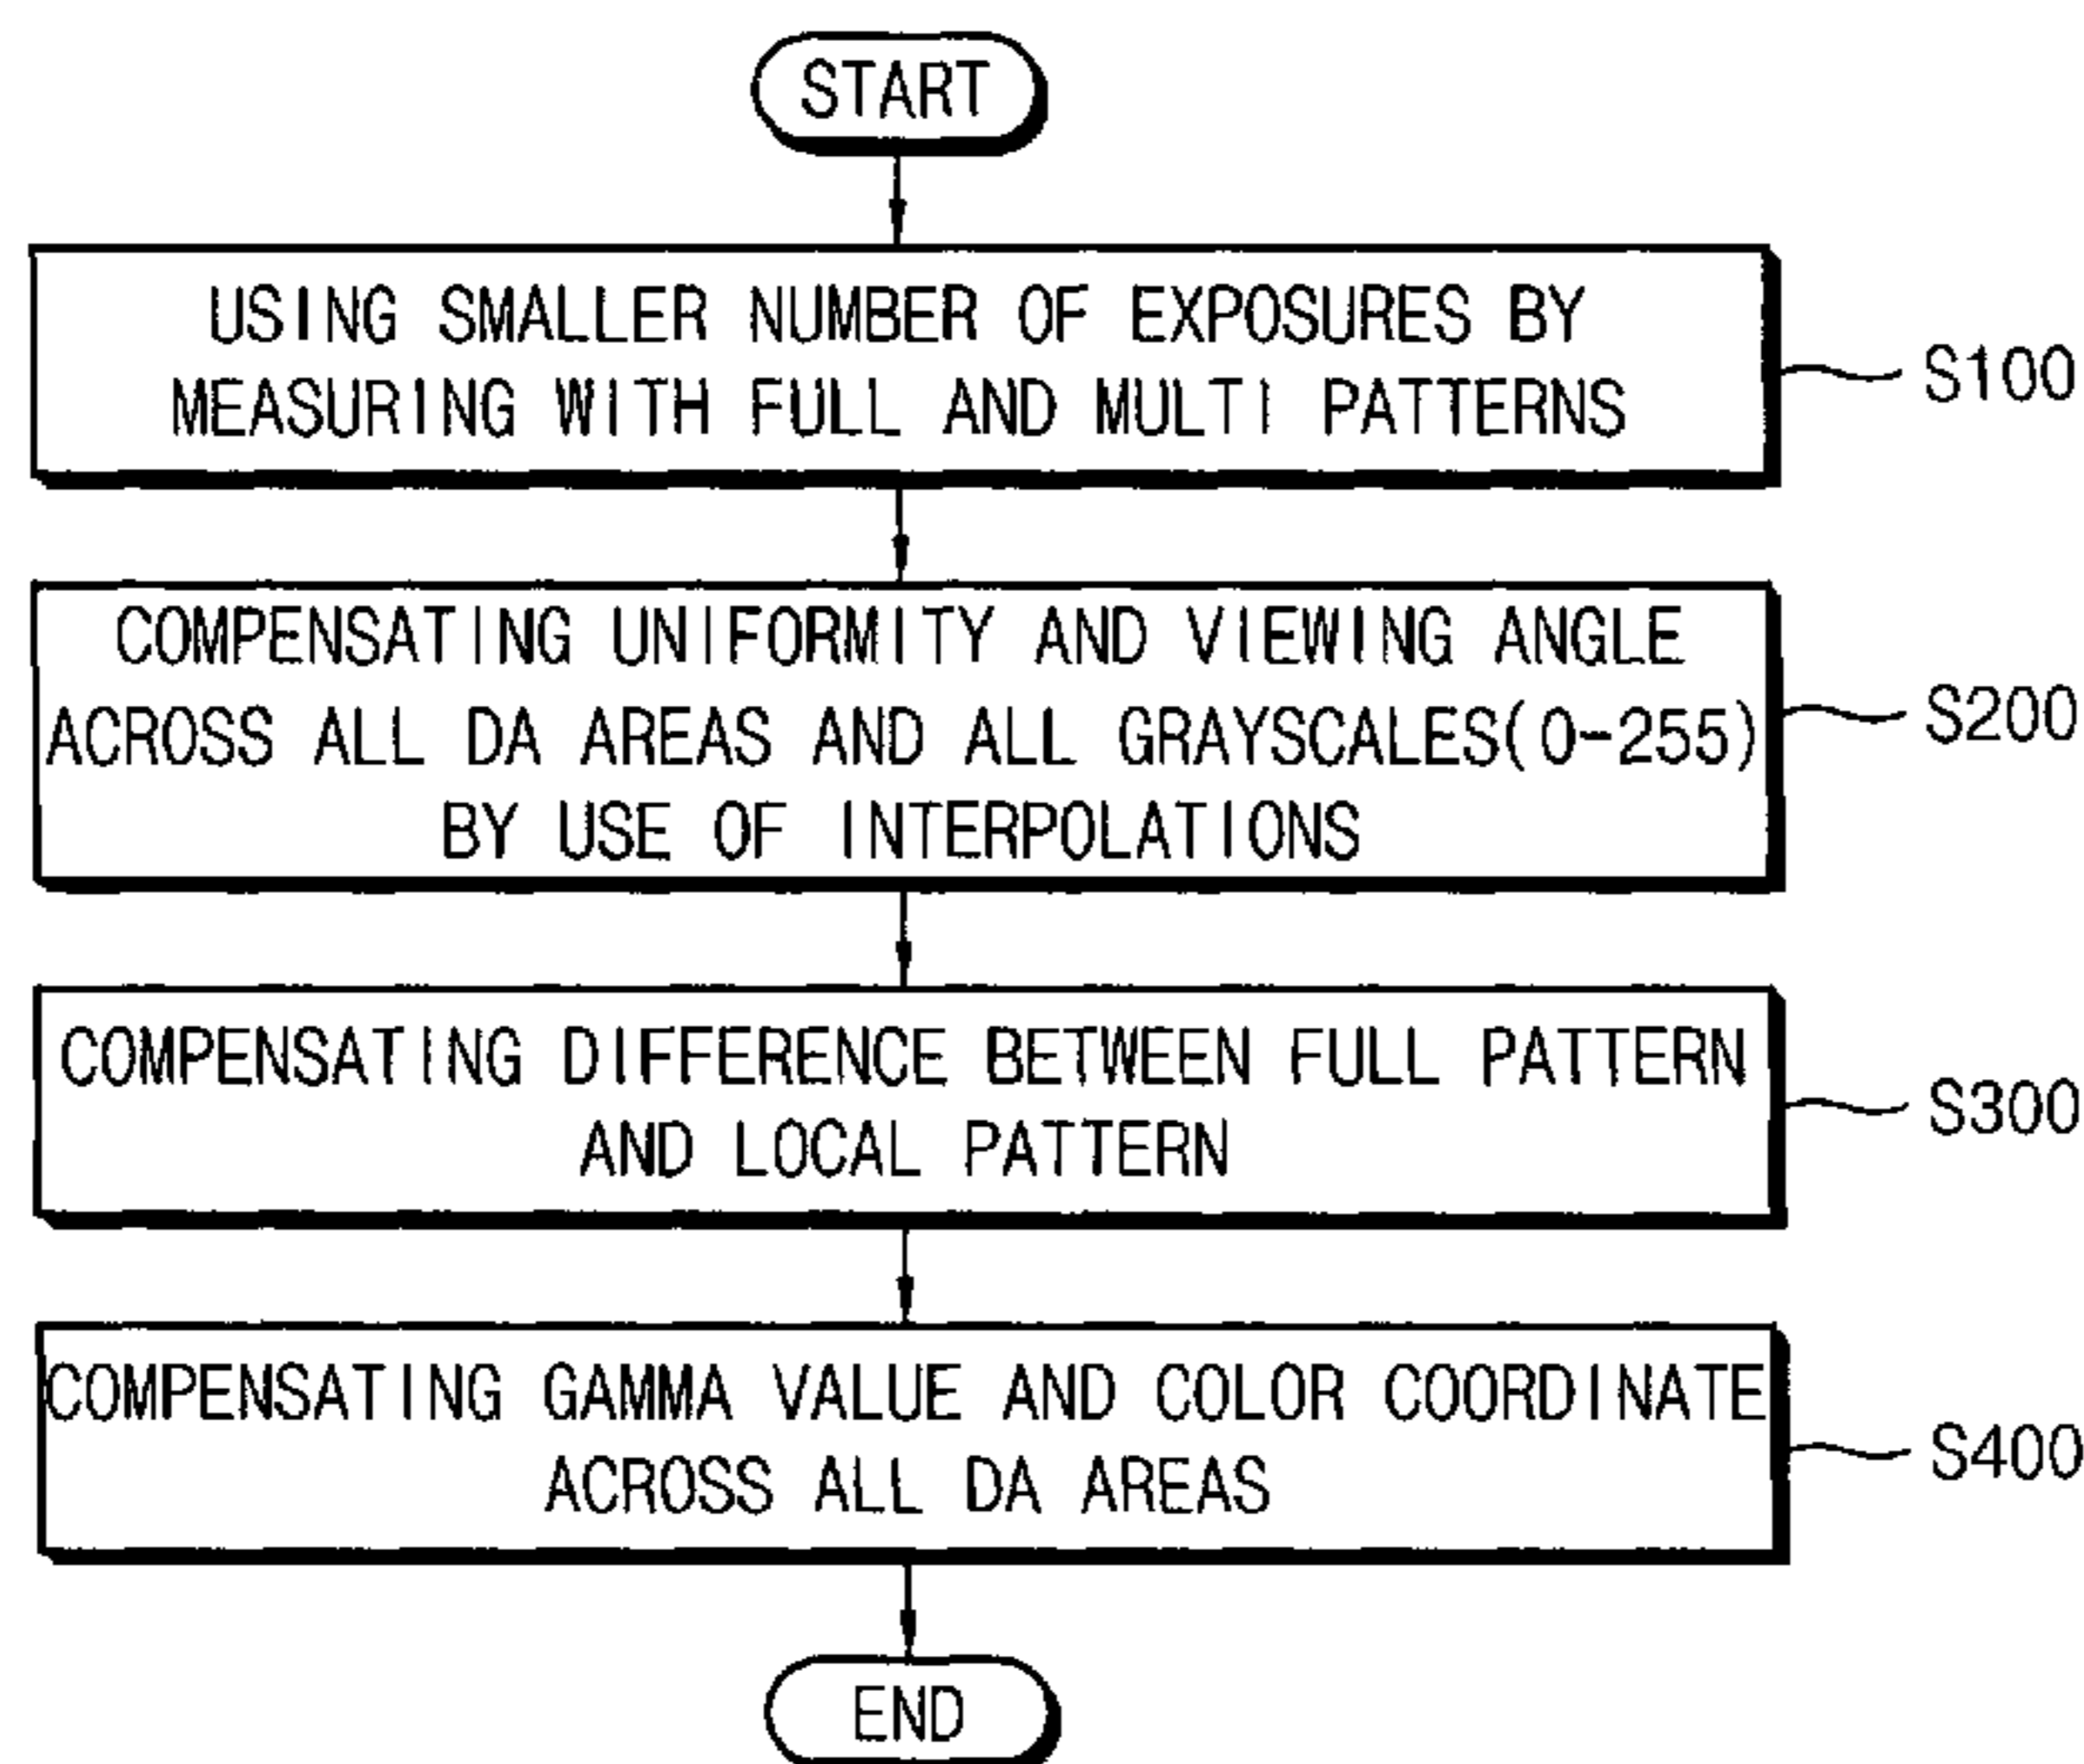 START
USING SMALLER NUMBER OF EXPOSURES BY
MEASURING WITH FULL AND MULTI PATTERNS
S100
COMPENSATING UNIFORMITY AND VIEWING ANGLE
ACROSS ALL DA AREAS AND ALL GRAYSCALES(0-255)
BY USE OF INTERPOLATIONS
S200
COMPENSATING DIFFERENCE BETWEEN FULL PATTERN
AND LOCAL PATTERN
S300
COMPENSATING GAMMA VALUE AND COLOR COORDINATE
ACROSS ALL DA AREAS
S400
END